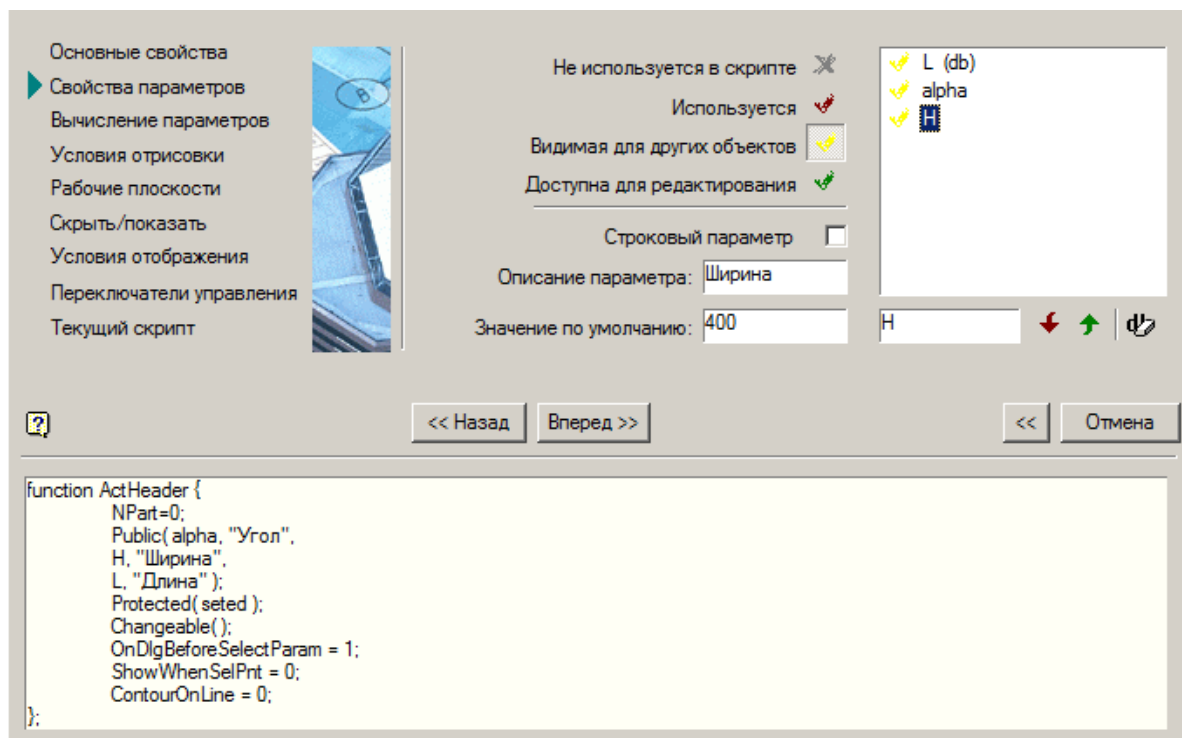 Основные свойства
Свойства параметров
Вычисление параметров
Условия отрисовки
Рабочие плоскости
Скрыть/показать
Условия отображения
Переключатели управления
Текущий скрипт
B
Не используется в скрипте
Используется
Видимая для других объектов
Доступна для редактирования
Строковый параметр
Описание параметра: Ширина
Значение по умолчанию: 400
L (db)
alpha
H
H
<< Назад
Вперед >>
<<
Отмена
function ActHeader {
NPart=0;
Public( alpha, "Угол",
H, "Ширина",
L, "Длина" );
Protected( seted );
Changeable( );
OnDlgBeforeSelectParam = 1;
ShowWhenSelPnt = 0;
ContourOnLine = 0;
};